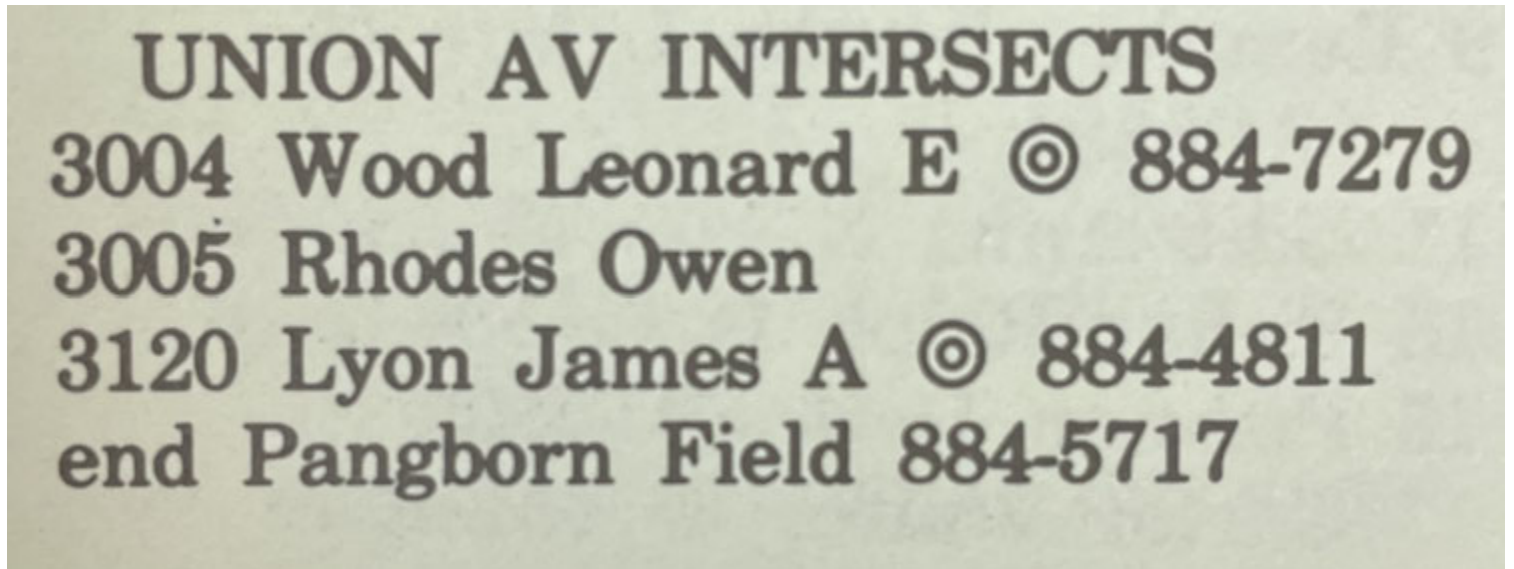 UNION AV INTERSECTS
3004 Wood Leonard E ⊚ 884-7279
3005 Rhodes Owen
3120 Lyon James A ⊚ 884-4811
end Pangborn Field 884-5717